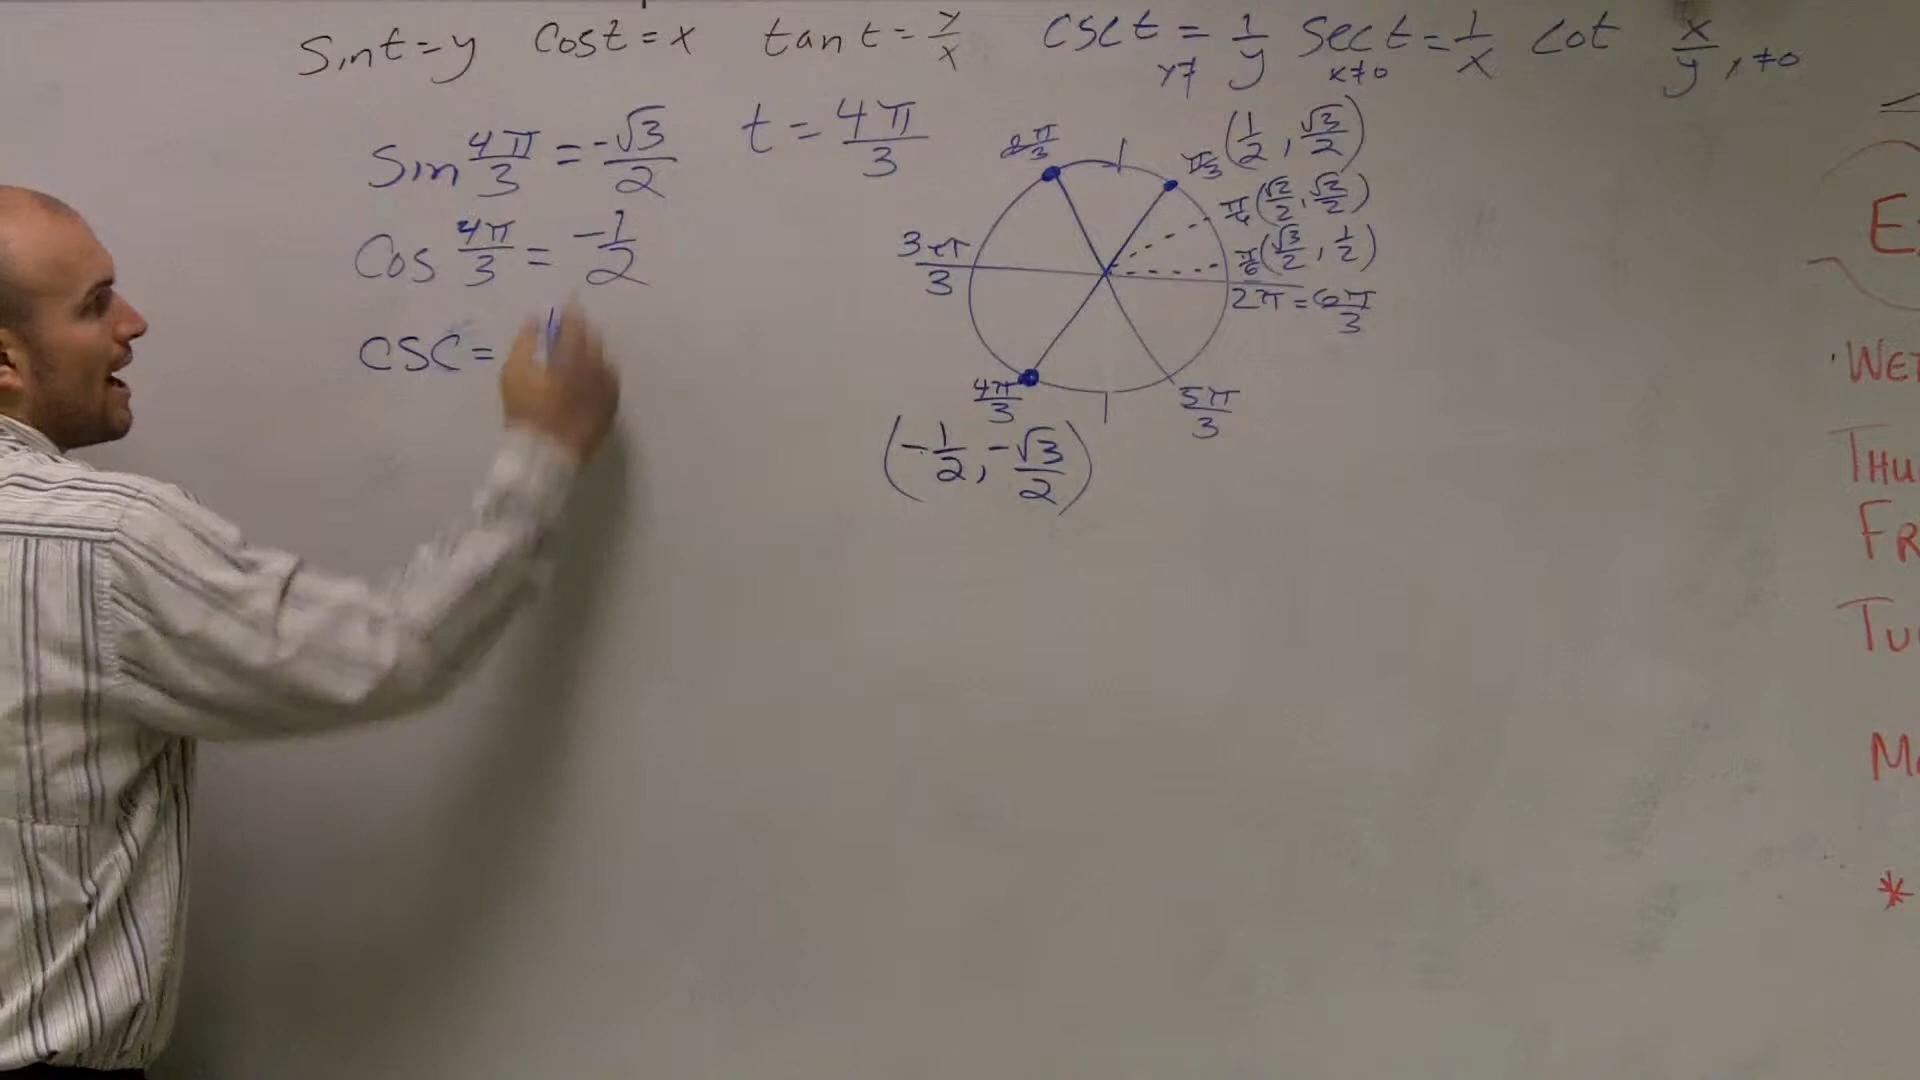 sin t = y cos t = x tan t = y/x csc t = 1/y sec t = 1/x cot x/y, ≠0
y≠ x≠0
sin 4π/3 = -√3/2 t = 4π/3
cos 4π/3 = -1/2
csc = 1
2π/3 π/3 (1/2, √3/2)
(√2/2, √2/2)
π/6 (√3/2, 1/2)
3π/3 2π = 6π/3
4π/3 5π/3
(-1/2, -√3/2)
E
WE
THU
FR
TU
M
*